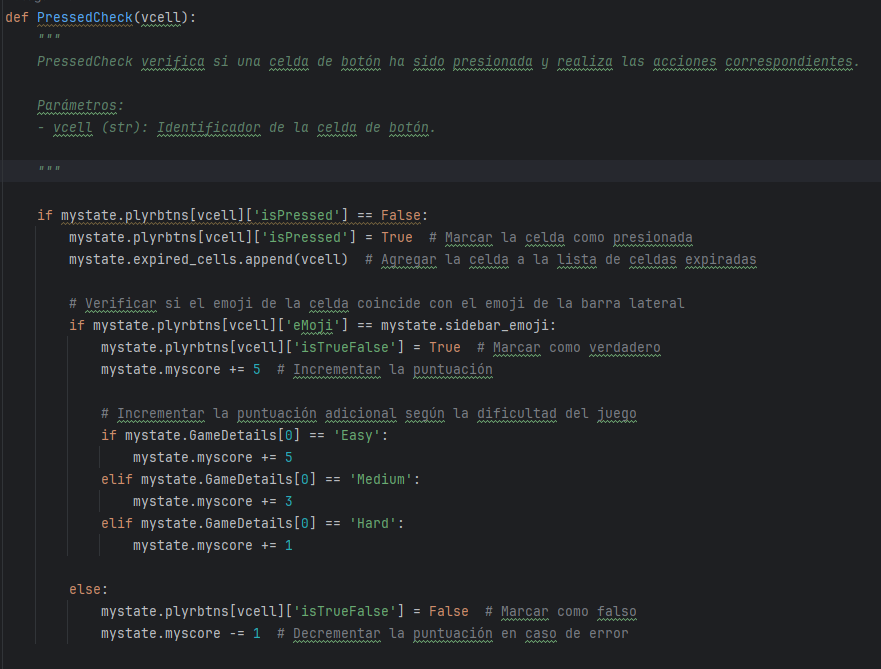 def PressedCheck(vcell):
    """
    PressedCheck verifica si una celda de botón ha sido presionada y realiza las acciones correspondientes.
    Parámetros:
    - vcell (str): Identificador de la celda de botón.
    """
    if mystate.plyrbtns[vcell]['isPressed'] == False:
        mystate.plyrbtns[vcell]['isPressed'] = True  # Marcar la celda como presionada
        mystate.expired_cells.append(vcell)  # Agregar la celda a la lista de celdas expiradas
        # Verificar si el emoji de la celda coincide con el emoji de la barra lateral
        if mystate.plyrbtns[vcell]['eMoji'] == mystate.sidebar_emoji:
            mystate.plyrbtns[vcell]['isTrueFalse'] = True  # Marcar como verdadero
            mystate.myscore += 5  # Incrementar la puntuación
            # Incrementar la puntuación adicional según la dificultad del juego
            if mystate.GameDetails[0] == 'Easy':
                mystate.myscore += 5
            elif mystate.GameDetails[0] == 'Medium':
                mystate.myscore += 3
            elif mystate.GameDetails[0] == 'Hard':
                mystate.myscore += 1
        else:
            mystate.plyrbtns[vcell]['isTrueFalse'] = False  # Marcar como falso
            mystate.myscore -= 1  # Decrementar la puntuación en caso de error